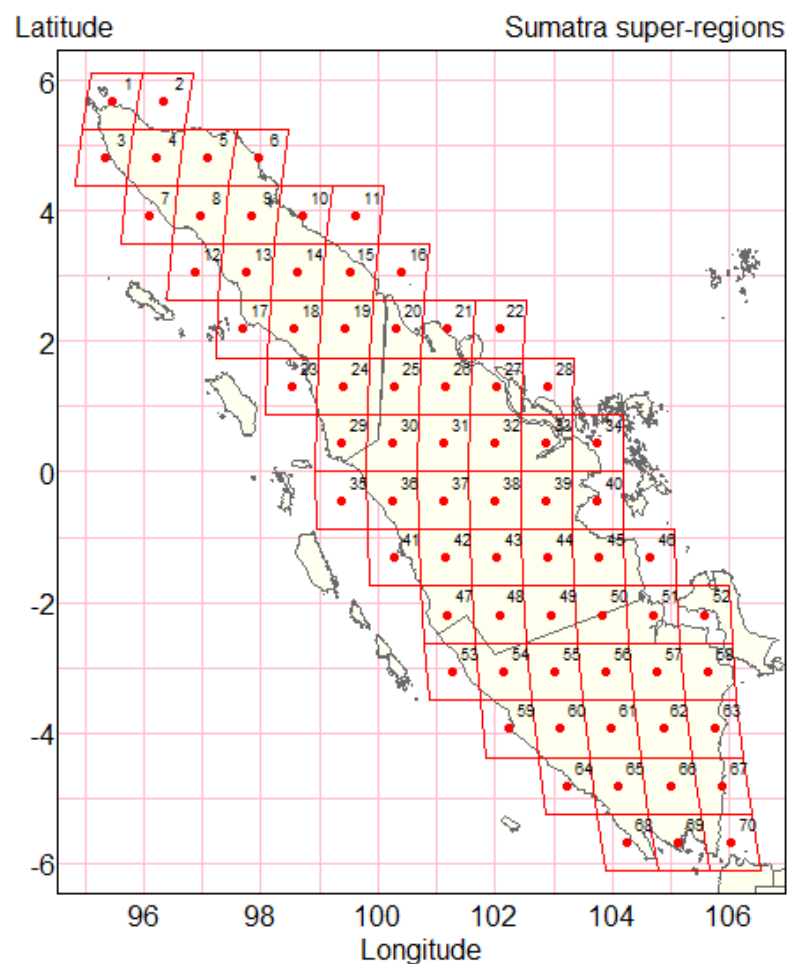 Latitude Sumatra super-regions
6
1 2
3 4 5 6
4
7 8 9 10 11
12 13 14 15 16
2
17 18 19 20 21 22
23 24 25 26 27 28
29 30 31 32 33 34
0
35 36 37 38 39 40
41 42 43 44 45 46
-2
47 48 49 50 51 52
53 54 55 56 57 58
-4
59 60 61 62 63
64 65 66 67
68 69 70
-6
96 98 100 102 104 106
Longitude